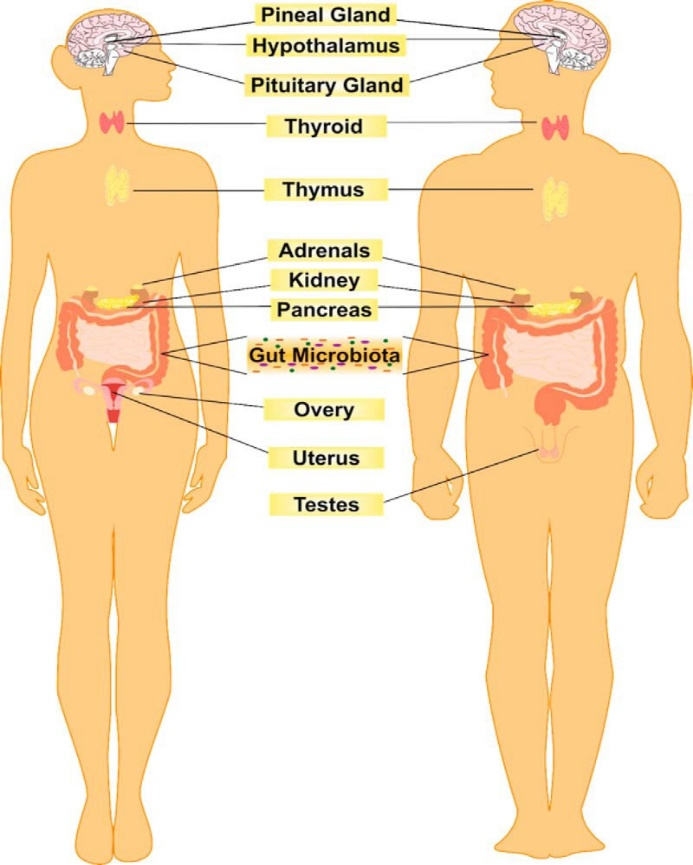 Pineal Gland
Hypothalamus
Pituitary Gland
Thyroid
Thymus
Adrenals
Kidney
Pancreas
Gut Microbiota
Overy
Uterus
Testes